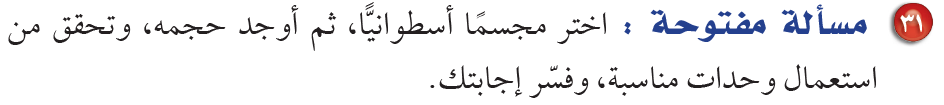 ٣١ مسألة مفتوحة : اختر مجسمًا أسطوانيًّا، ثم أوجد حجمه، وتحقق من
استعمال وحدات مناسبة، وفسّر إجابتك.